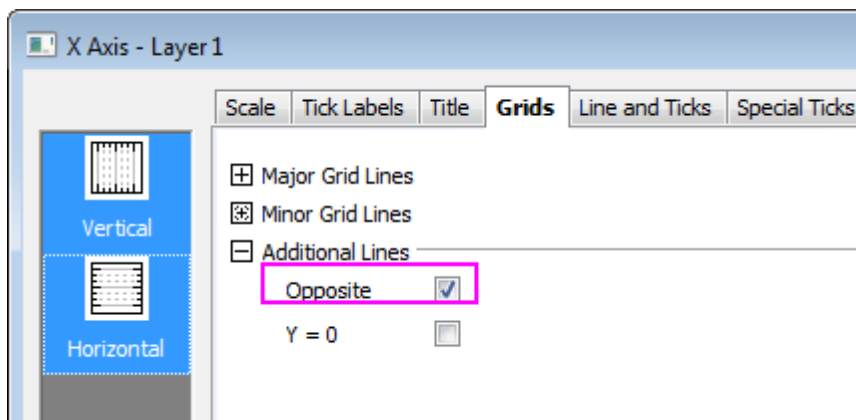 X Axis - Layer 1
Scale Tick Labels Title Grids Line and Ticks Special Ticks
Vertical
Horizontal
Major Grid Lines
Minor Grid Lines
Additional Lines
Opposite
Y = 0